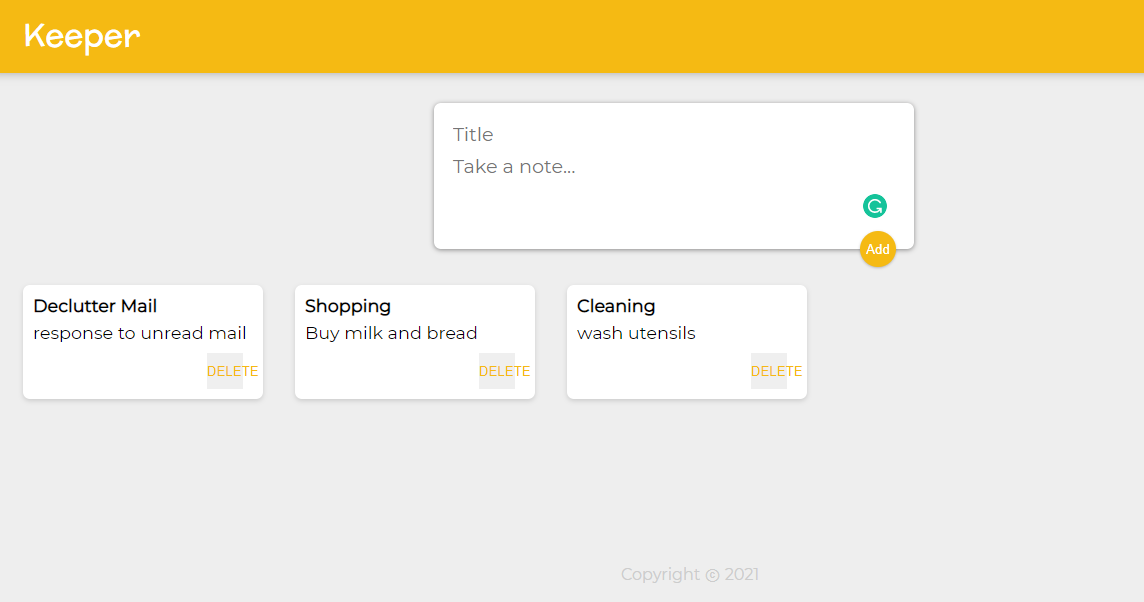 Keeper
Title
Take a note...
Add
Declutter Mail
response to unread mail
DELETE
Shopping
Buy milk and bread
DELETE
Cleaning
wash utensils
DELETE
Copyright © 2021